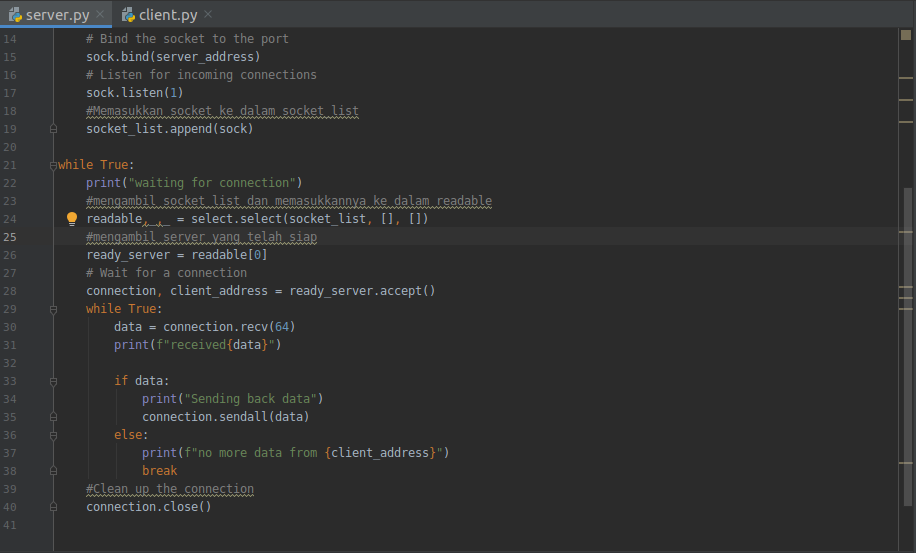 server.py × client.py ×
14 # Bind the socket to the port
15 sock.bind(server_address)
16 # Listen for incoming connections
17 sock.listen(1)
18 #Memasukkan socket ke dalam socket_list
19 socket_list.append(sock)
20
21 while True:
22 print("waiting for connection")
23 #mengambil socket list dan memasukkannya ke dalam readable
24 readable,_,_ = select.select(socket_list, [], [])
25 #mengambil server yang telah siap
26 ready_server = readable[0]
27 # Wait for a connection
28 connection, client_address = ready_server.accept()
29 while True:
30 data = connection.recv(64)
31 print(f"received{data}")
32
33 if data:
34 print("Sending back data")
35 connection.sendall(data)
36 else:
37 print(f"no more data from {client_address}")
38 break
39 #Clean up the connection
40 connection.close()
41